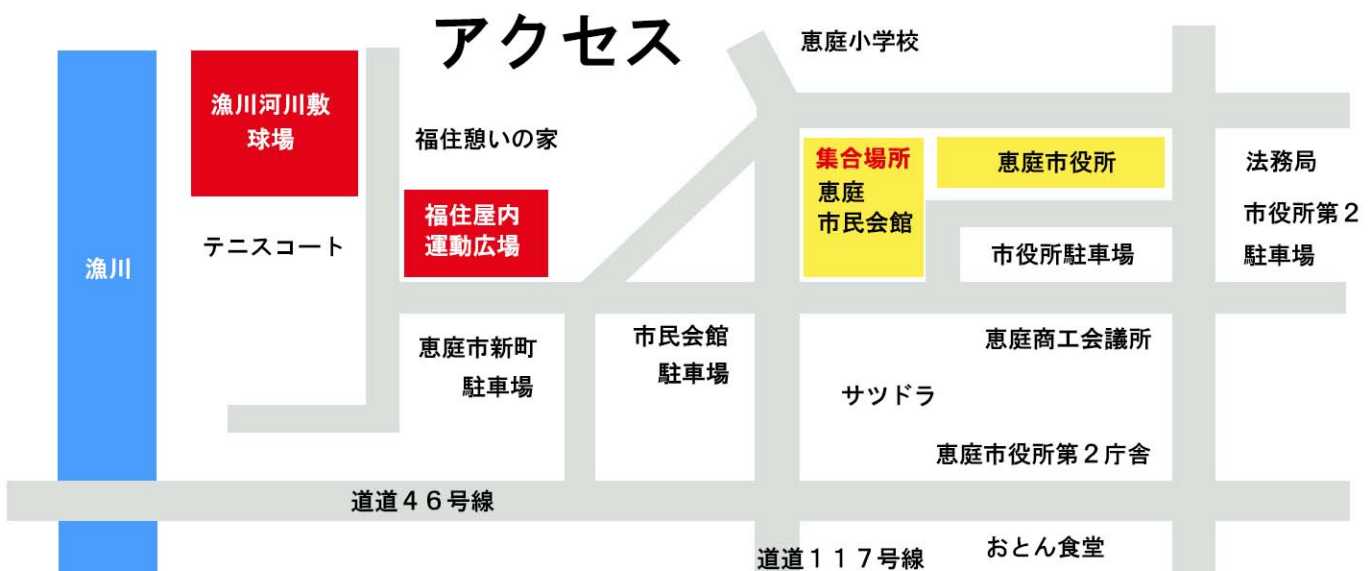 アクセス
恵庭小学校
漁川河川敷
球場
福住憩いの家
集合場所
恵庭
市民会館
恵庭市役所
法務局
福住屋内
運動広場
市役所第２
駐車場
テニスコート
市役所駐車場
漁川
恵庭市新町
駐車場
市民会館
駐車場
恵庭商工会議所
サツドラ
恵庭市役所第２庁舎
道道４６号線
道道１１７号線
おとん食堂